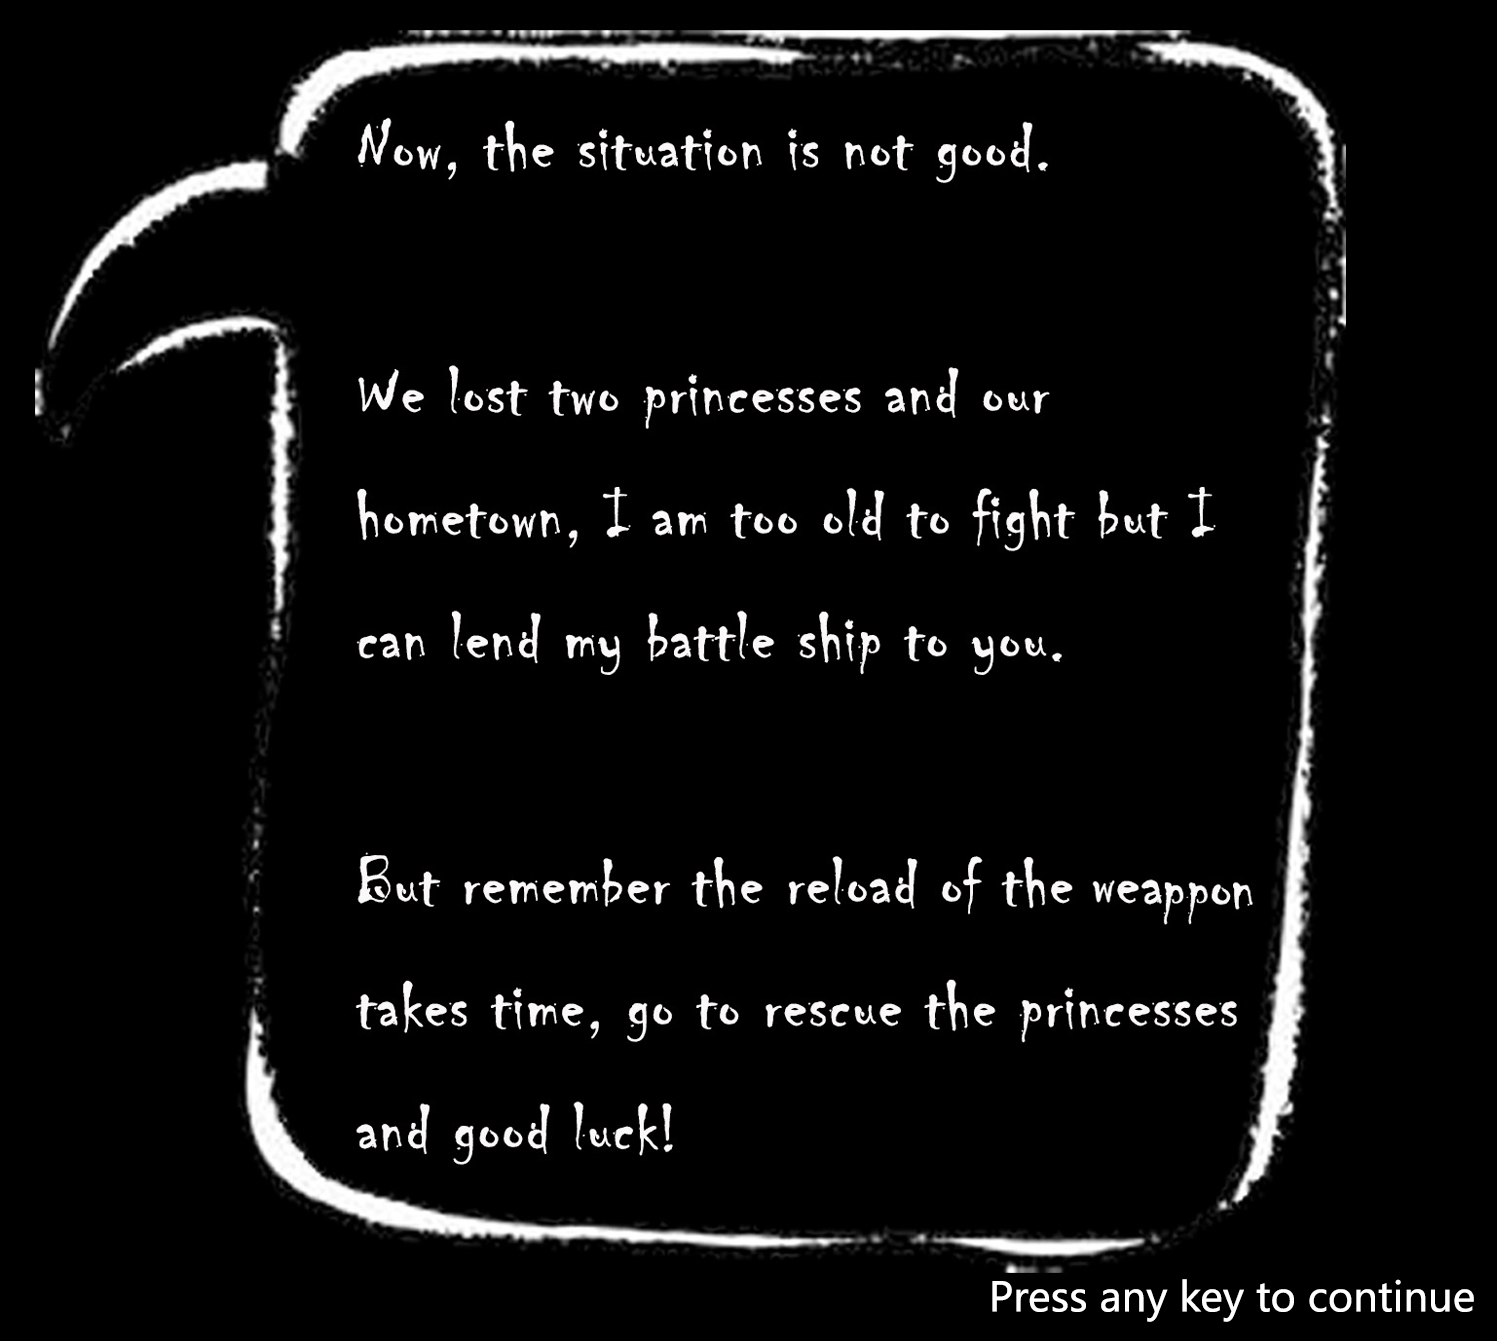 Now, the situation is not good.
We lost two princesses and our
hometown, I am too old to fight but I
can lend my battle ship to you.
But remember the reload of the weappon
takes time, go to rescue the princesses
and good luck!
Press any key to continue